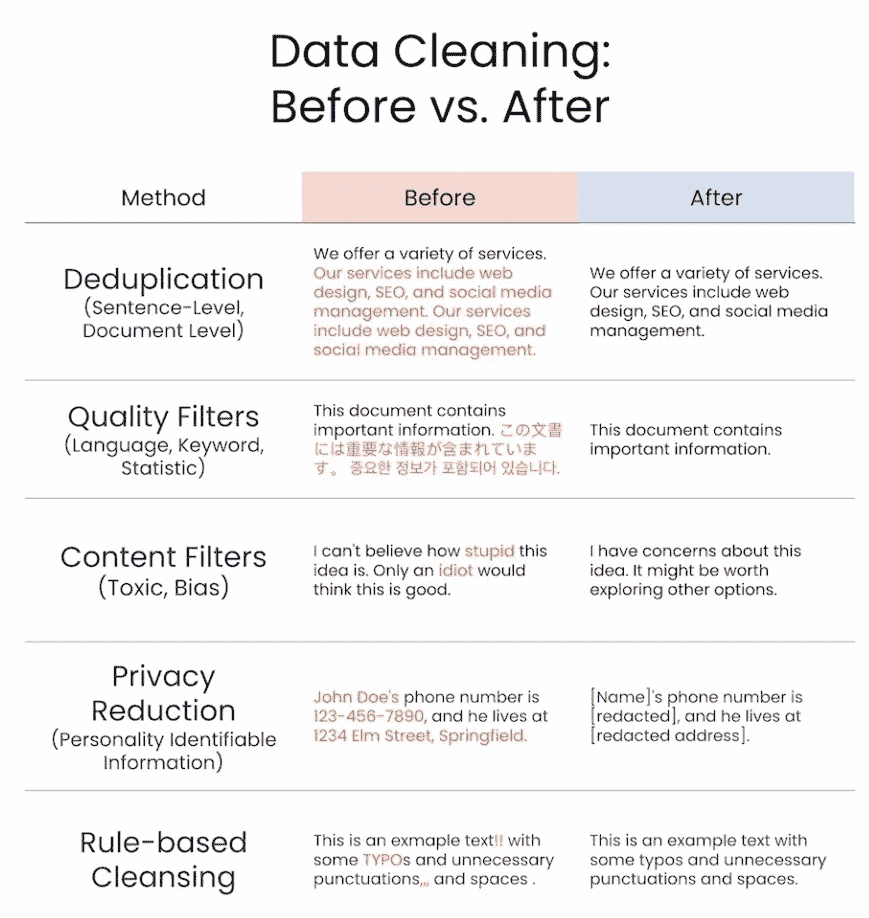 Data Cleaning:
Before vs. After
Method
Before
After
Deduplication
(Sentence-Level,
Document Level)
We offer a variety of services.
Our services include web
design, SEO, and social media
management. Our services
include web design, SEO, and
social media management.
We offer a variety of services.
Our services include web
design, SEO, and social media
management.
Quality Filters
(Language, Keyword,
Statistic)
This document contains
important information. この文書
には重要な情報が含まれていま
す。 중요한 정보가 포함되어 있습니다.
This document contains
important information.
Content Filters
(Toxic, Bias)
I can't believe how stupid this
idea is. Only an idiot would
think this is good.
I have concerns about this
idea. It might be worth
exploring other options.
Privacy
Reduction
(Personality Identifiable
Information)
John Doe's phone number is
123-456-7890, and he lives at
1234 Elm Street, Springfield.
[Name]'s phone number is
[redacted], and he lives at
[redacted address].
Rule-based
Cleansing
This is an exmaple text!! with
some TYPOs and unnecessary
punctuations,,, and spaces .
This is an example text with
some typos and unnecessary
punctuations and spaces.